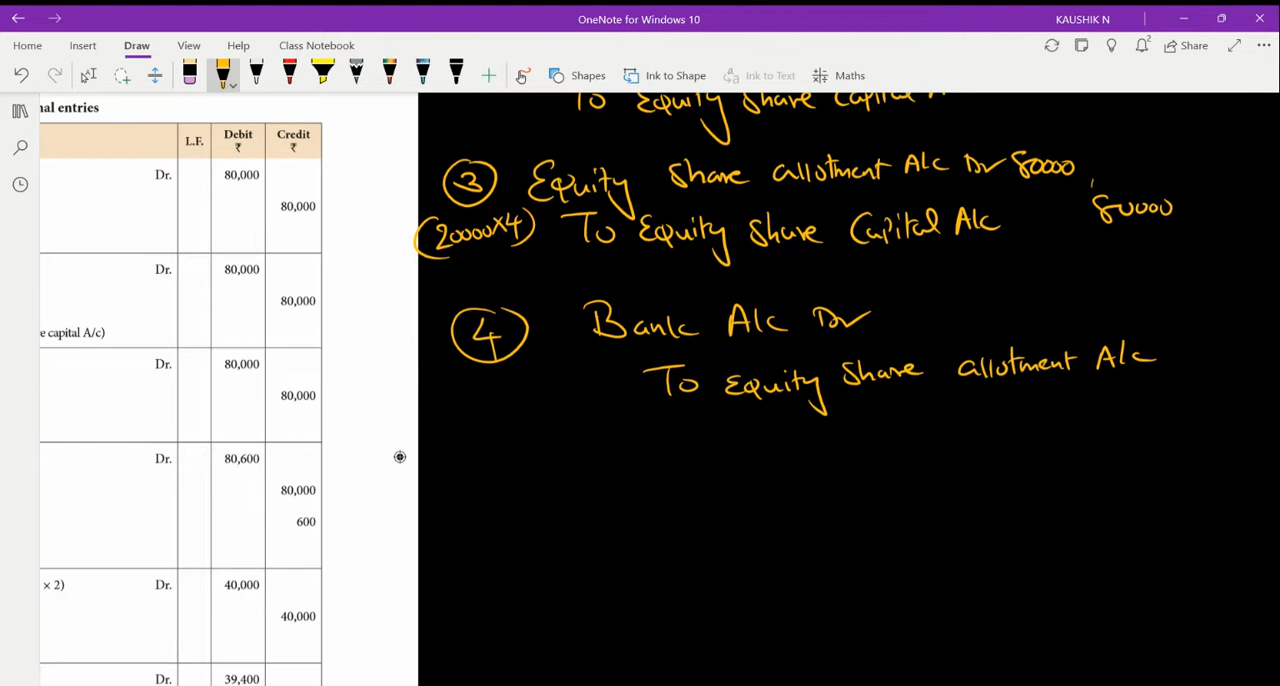 OneNote for Windows 10
KAUSHIK N
Home Insert Draw View Help Class Notebook
Share
Shapes
Ink to Shape
Ink to Text
Maths
nal entries
L.F. Debit ₹ Credit ₹
Dr. 80,000
80,000
Dr. 80,000
80,000
e capital A/c)
Dr. 80,000
80,000
Dr. 80,600
80,000
600
× 2) Dr. 40,000
40,000
Dr. 39,400
To Equity Share Capital A
3 Equity Share allotment A/c Dr 80000
(20000×4) To Equity Share Capital A/c 80000
4 Bank A/c Dr
To Equity Share allotment A/c